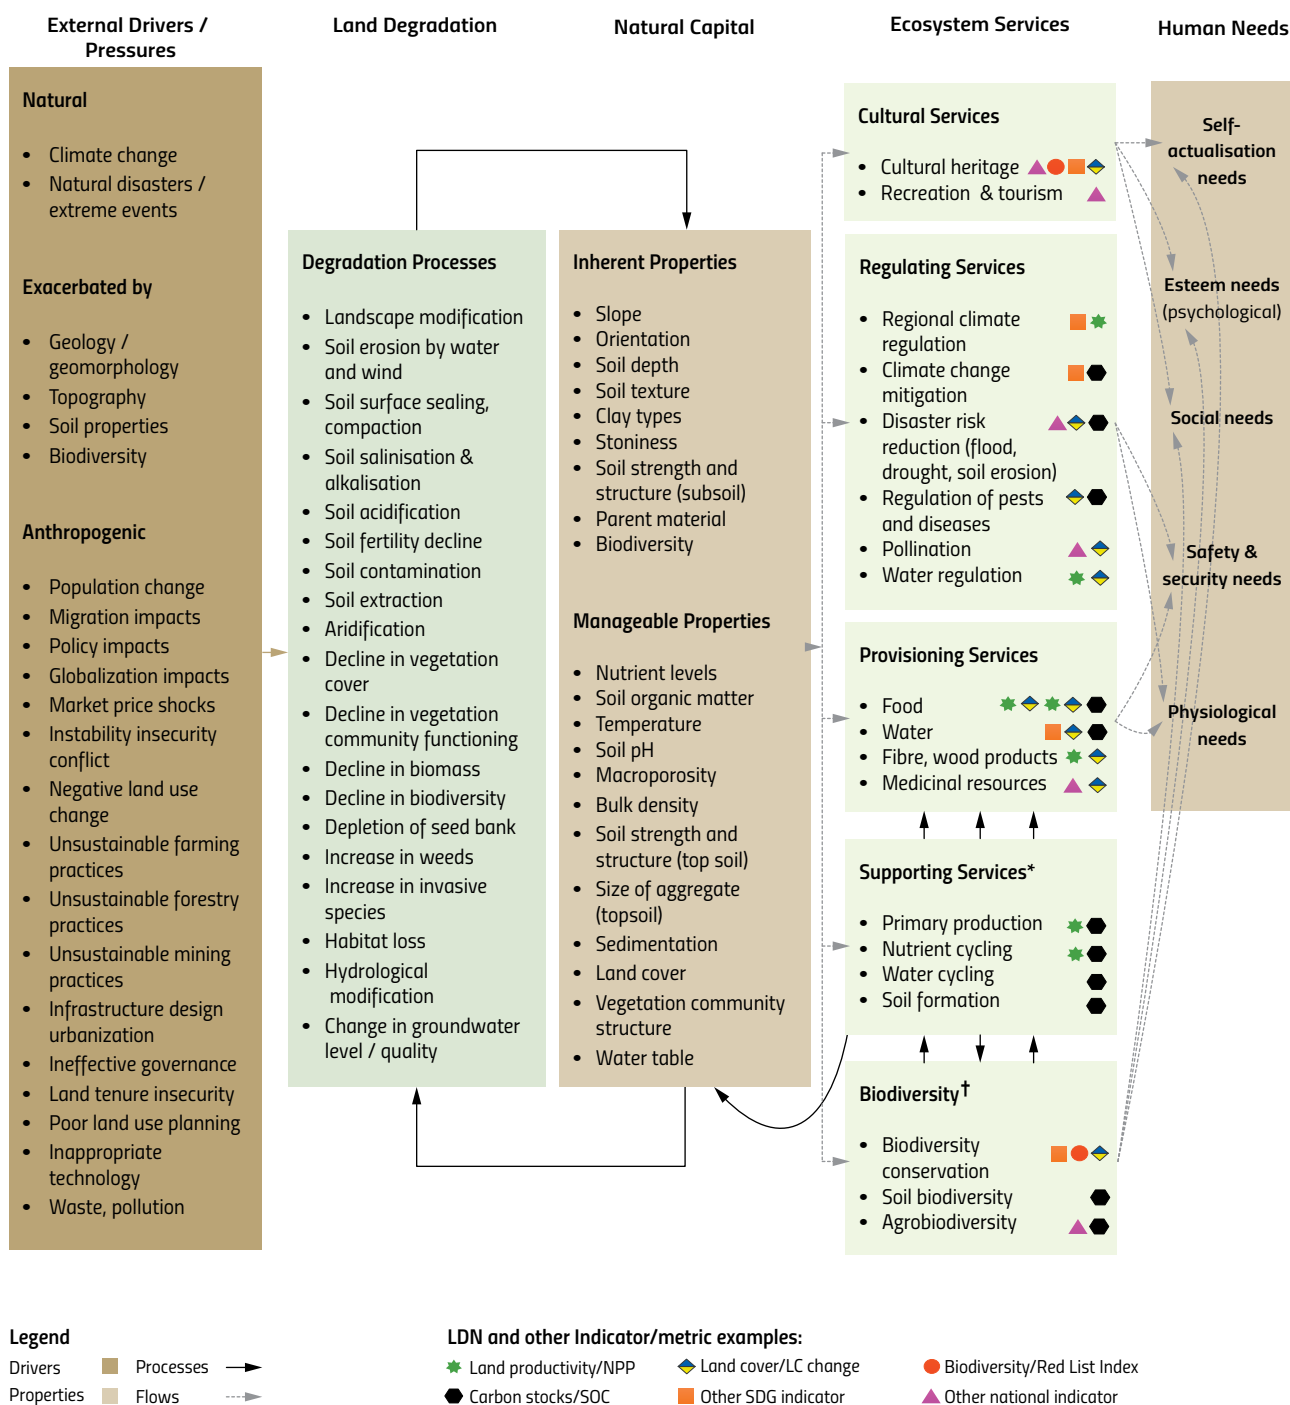 External Drivers /
Pressures
Land Degradation
Natural Capital
Ecosystem Services
Human Needs
Natural
• Climate change
• Natural disasters /
extreme events
Exacerbated by
• Geology /
geomorphology
• Topography
• Soil properties
• Biodiversity
Anthropogenic
• Population change
• Migration impacts
• Policy impacts
• Globalization impacts
• Market price shocks
• Instability insecurity
conflict
• Negative land use
change
• Unsustainable farming
practices
• Unsustainable forestry
practices
• Unsustainable mining
practices
• Infrastructure design
urbanization
• Ineffective governance
• Land tenure insecurity
• Poor land use planning
• Inappropriate
technology
• Waste, pollution
Degradation Processes
• Landscape modification
• Soil erosion by water
and wind
• Soil surface sealing,
compaction
• Soil salinisation &
alkalisation
• Soil acidification
• Soil fertility decline
• Soil contamination
• Soil extraction
• Aridification
• Decline in vegetation
cover
• Decline in vegetation
community functioning
• Decline in biomass
• Decline in biodiversity
• Depletion of seed bank
• Increase in weeds
• Increase in invasive
species
• Habitat loss
• Hydrological
modification
• Change in groundwater
level / quality
Inherent Properties
• Slope
• Orientation
• Soil depth
• Soil texture
• Clay types
• Stoniness
• Soil strength and
structure (subsoil)
• Parent material
• Biodiversity
Manageable Properties
• Nutrient levels
• Soil organic matter
• Temperature
• Soil pH
• Macroporosity
• Bulk density
• Soil strength and
structure (top soil)
• Size of aggregate
(topsoil)
• Sedimentation
• Land cover
• Vegetation community
structure
• Water table
Cultural Services
• Cultural heritage
• Recreation & tourism
Regulating Services
• Regional climate
regulation
• Climate change
mitigation
• Disaster risk
reduction (flood,
drought, soil erosion)
• Regulation of pests
and diseases
• Pollination
• Water regulation
Provisioning Services
• Food
• Water
• Fibre, wood products
• Medicinal resources
Supporting Services*
• Primary production
• Nutrient cycling
• Water cycling
• Soil formation
Biodiversity†
• Biodiversity
conservation
• Soil biodiversity
• Agrobiodiversity
Self-
actualisation
needs
Esteem needs
(psychological)
Social needs
Safety &
security needs
Physiological
needs
Legend
Drivers
Processes
Properties
Flows
LDN and other Indicator/metric examples:
Land productivity/NPP
Land cover/LC change
Biodiversity/Red List Index
Carbon stocks/SOC
Other SDG indicator
Other national indicator